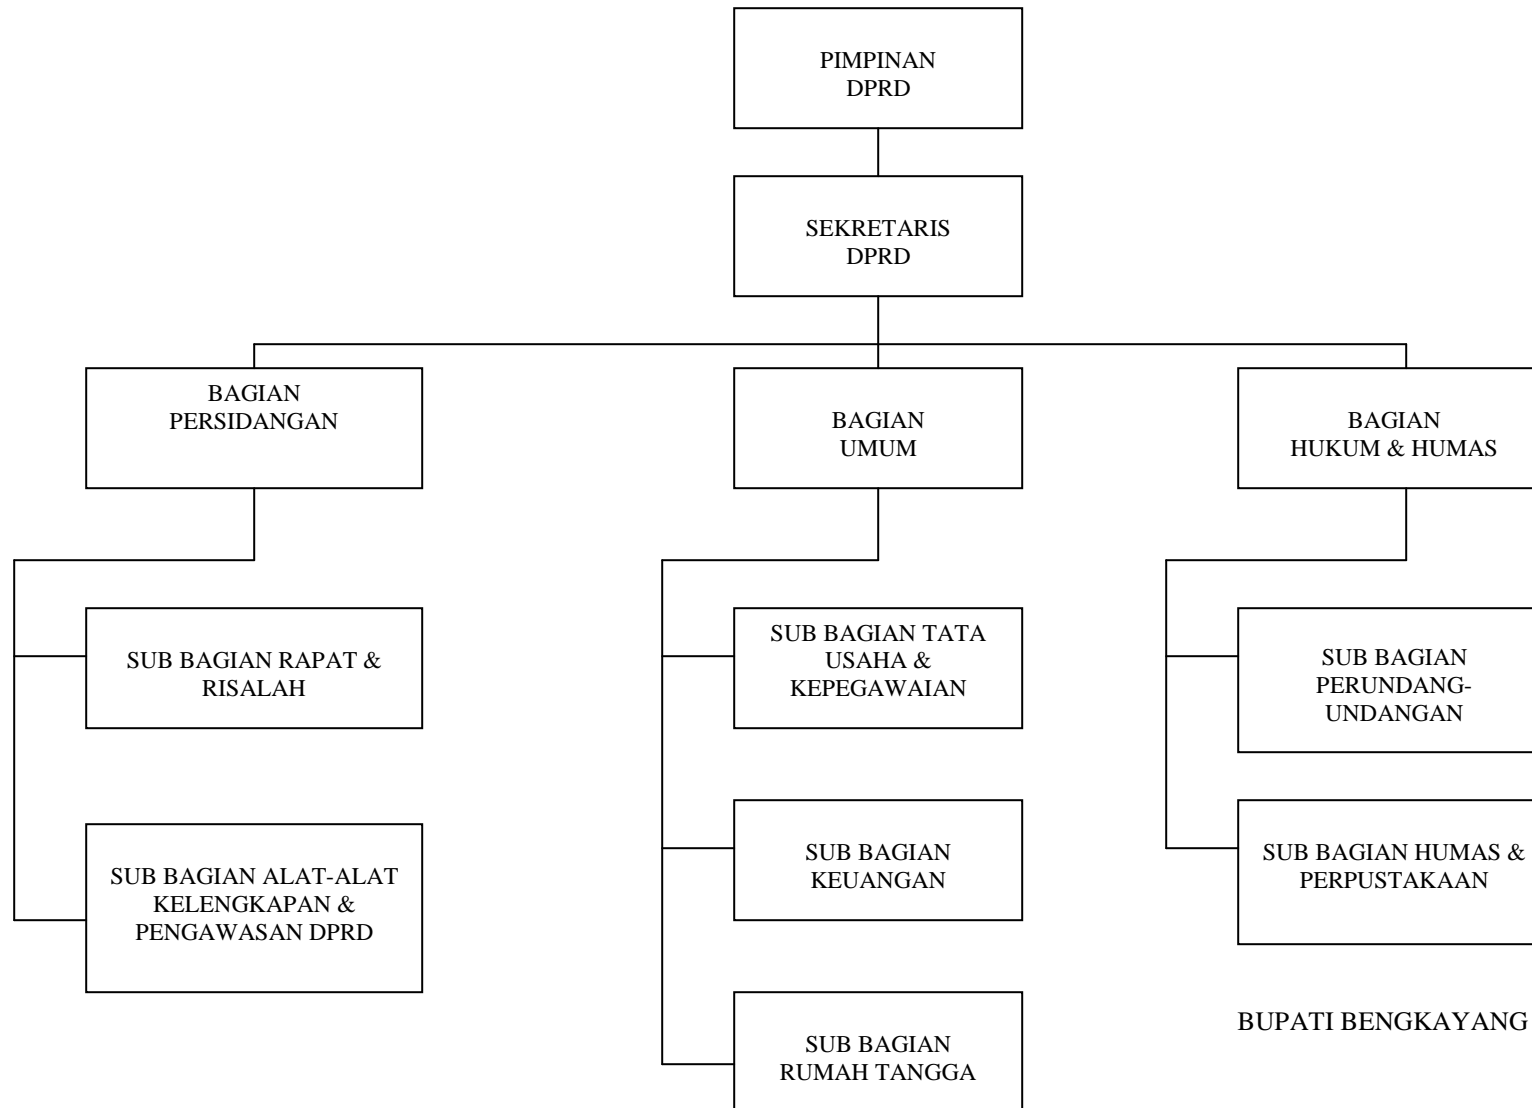 PIMPINAN
DPRD
SEKRETARIS
DPRD
BAGIAN
PERSIDANGAN
BAGIAN
UMUM
BAGIAN
HUKUM & HUMAS
SUB BAGIAN RAPAT &
RISALAH
SUB BAGIAN TATA
USAHA &
KEPEGAWAIAN
SUB BAGIAN
PERUNDANG-
UNDANGAN
SUB BAGIAN ALAT-ALAT
KELENGKAPAN &
PENGAWASAN DPRD
SUB BAGIAN
KEUANGAN
SUB BAGIAN HUMAS &
PERPUSTAKAAN
SUB BAGIAN
RUMAH TANGGA
BUPATI BENGKAYANG